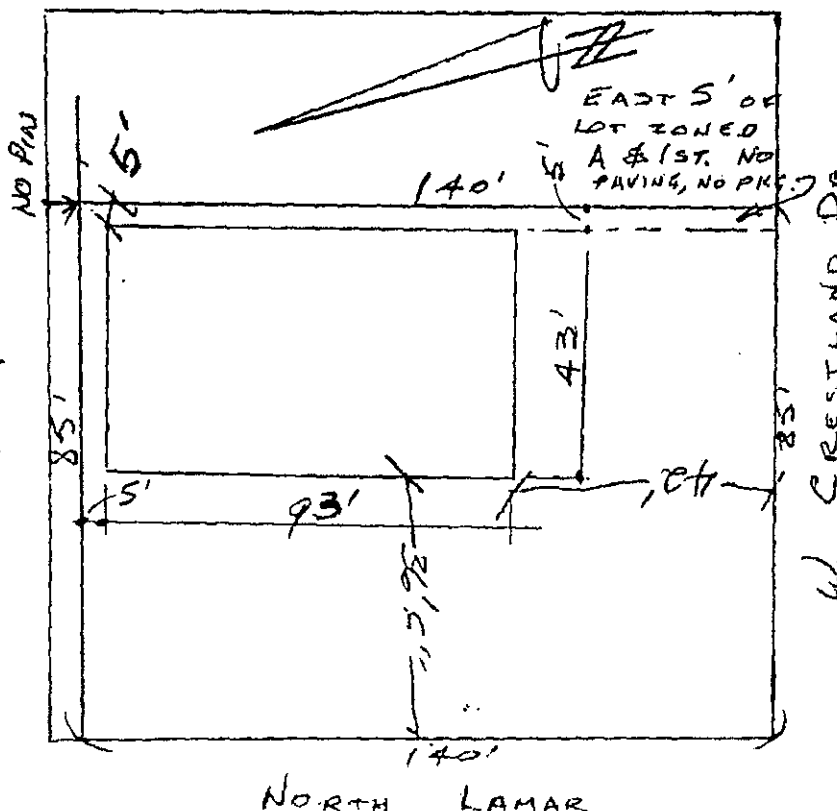 EAST 5' OF
LOT ZONED
A & 1ST. NO
PAVING, NO PKG.
NO PIN
5'
140'
5'
43'
85'
5'
93'
42'
85'
140'
NORTH LAMAR
W CRESTLAND DR